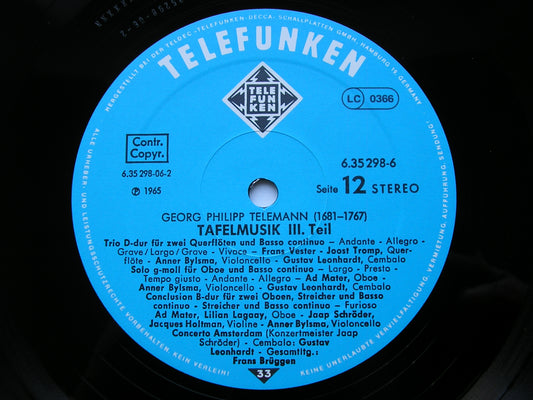 HERGESTELLT BEI DER TELDEC «TELEFUNKEN-DECCA» SCHALLPLATTEN GMBH, HAMBURG 19, GERMANY
TELEFUNKEN
TELE
FUN
KEN
LC 0366
Contr.
Copyr.
6.35 298-06-2
℗ 1965
6.35 298-6
Seite 12 STEREO
GEORG PHILIPP TELEMANN (1681–1767)
TAFELMUSIK III. Teil
Trio D-dur für zwei Querflöten und Basso continuo – Andante - Allegro -
Grave / Largo / Grave - Vivace – Frans Vester - Joost Tromp, Quer-
flöte - Anner Bylsma, Violoncello - Gustav Leonhardt, Cembalo
Solo g-moll für Oboe und Basso continuo – Largo - Presto -
Tempo giusto - Andante - Allegro – Ad Mater, Oboe -
Anner Bylsma, Violoncello - Gustav Leonhardt, Cembalo
Conclusion B-dur für zwei Oboen, Streicher und Basso
continuo - Streicher und Basso continuo – Furioso
Ad Mater, Lilian Lagaay, Oboe - Jaap Schröder,
Jacques Holtman, Violine - Anner Bylsma, Violoncello
Concerto Amsterdam (Konzertmeister Jaap
Schröder) - Cembalo: Gustav
Leonhardt - Gesamtltg.:
Frans Brüggen
33
ALLE URHEBER- UND LEISTUNGSSCHUTZRECHTE VORBEHALTEN. KEIN VERLEIH!
KEINE UNERLAUBTE VERVIELFÄLTIGUNG, VERMIETUNG, AUFFÜHRUNG, SENDUNG!